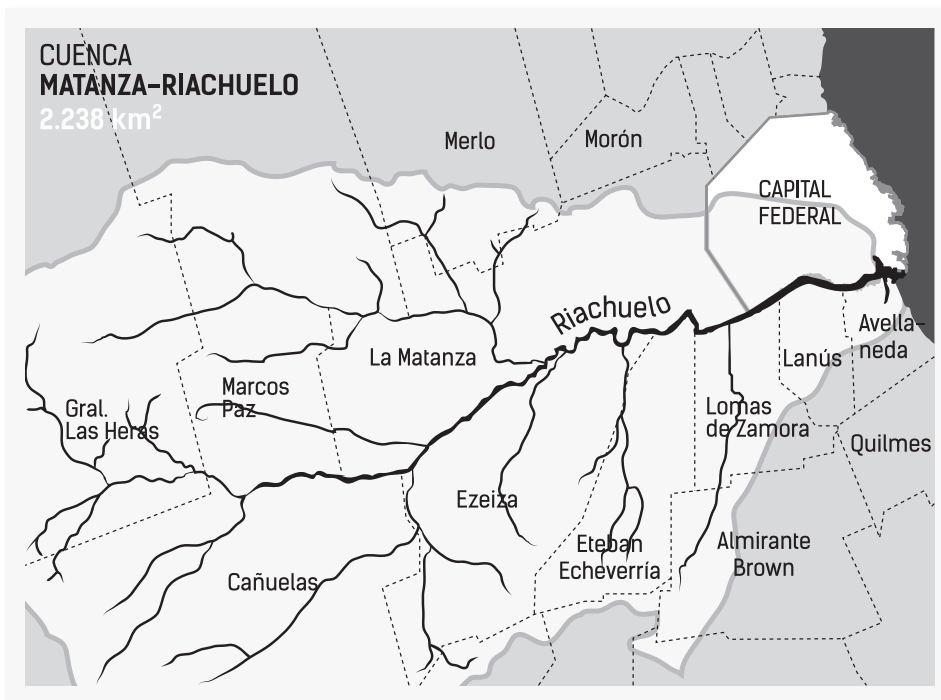 CUENCA
MATANZA–RIACHUELO
2.238 km²
Merlo
Morón
CAPITAL
FEDERAL
Riachuelo
Avella-
neda
La Matanza
Lanús
Marcos
Paz
Gral.
Las Heras
Lomas
de Zamora
Quilmes
Ezeiza
Eteban
Echeverría
Almirante
Brown
Cañuelas